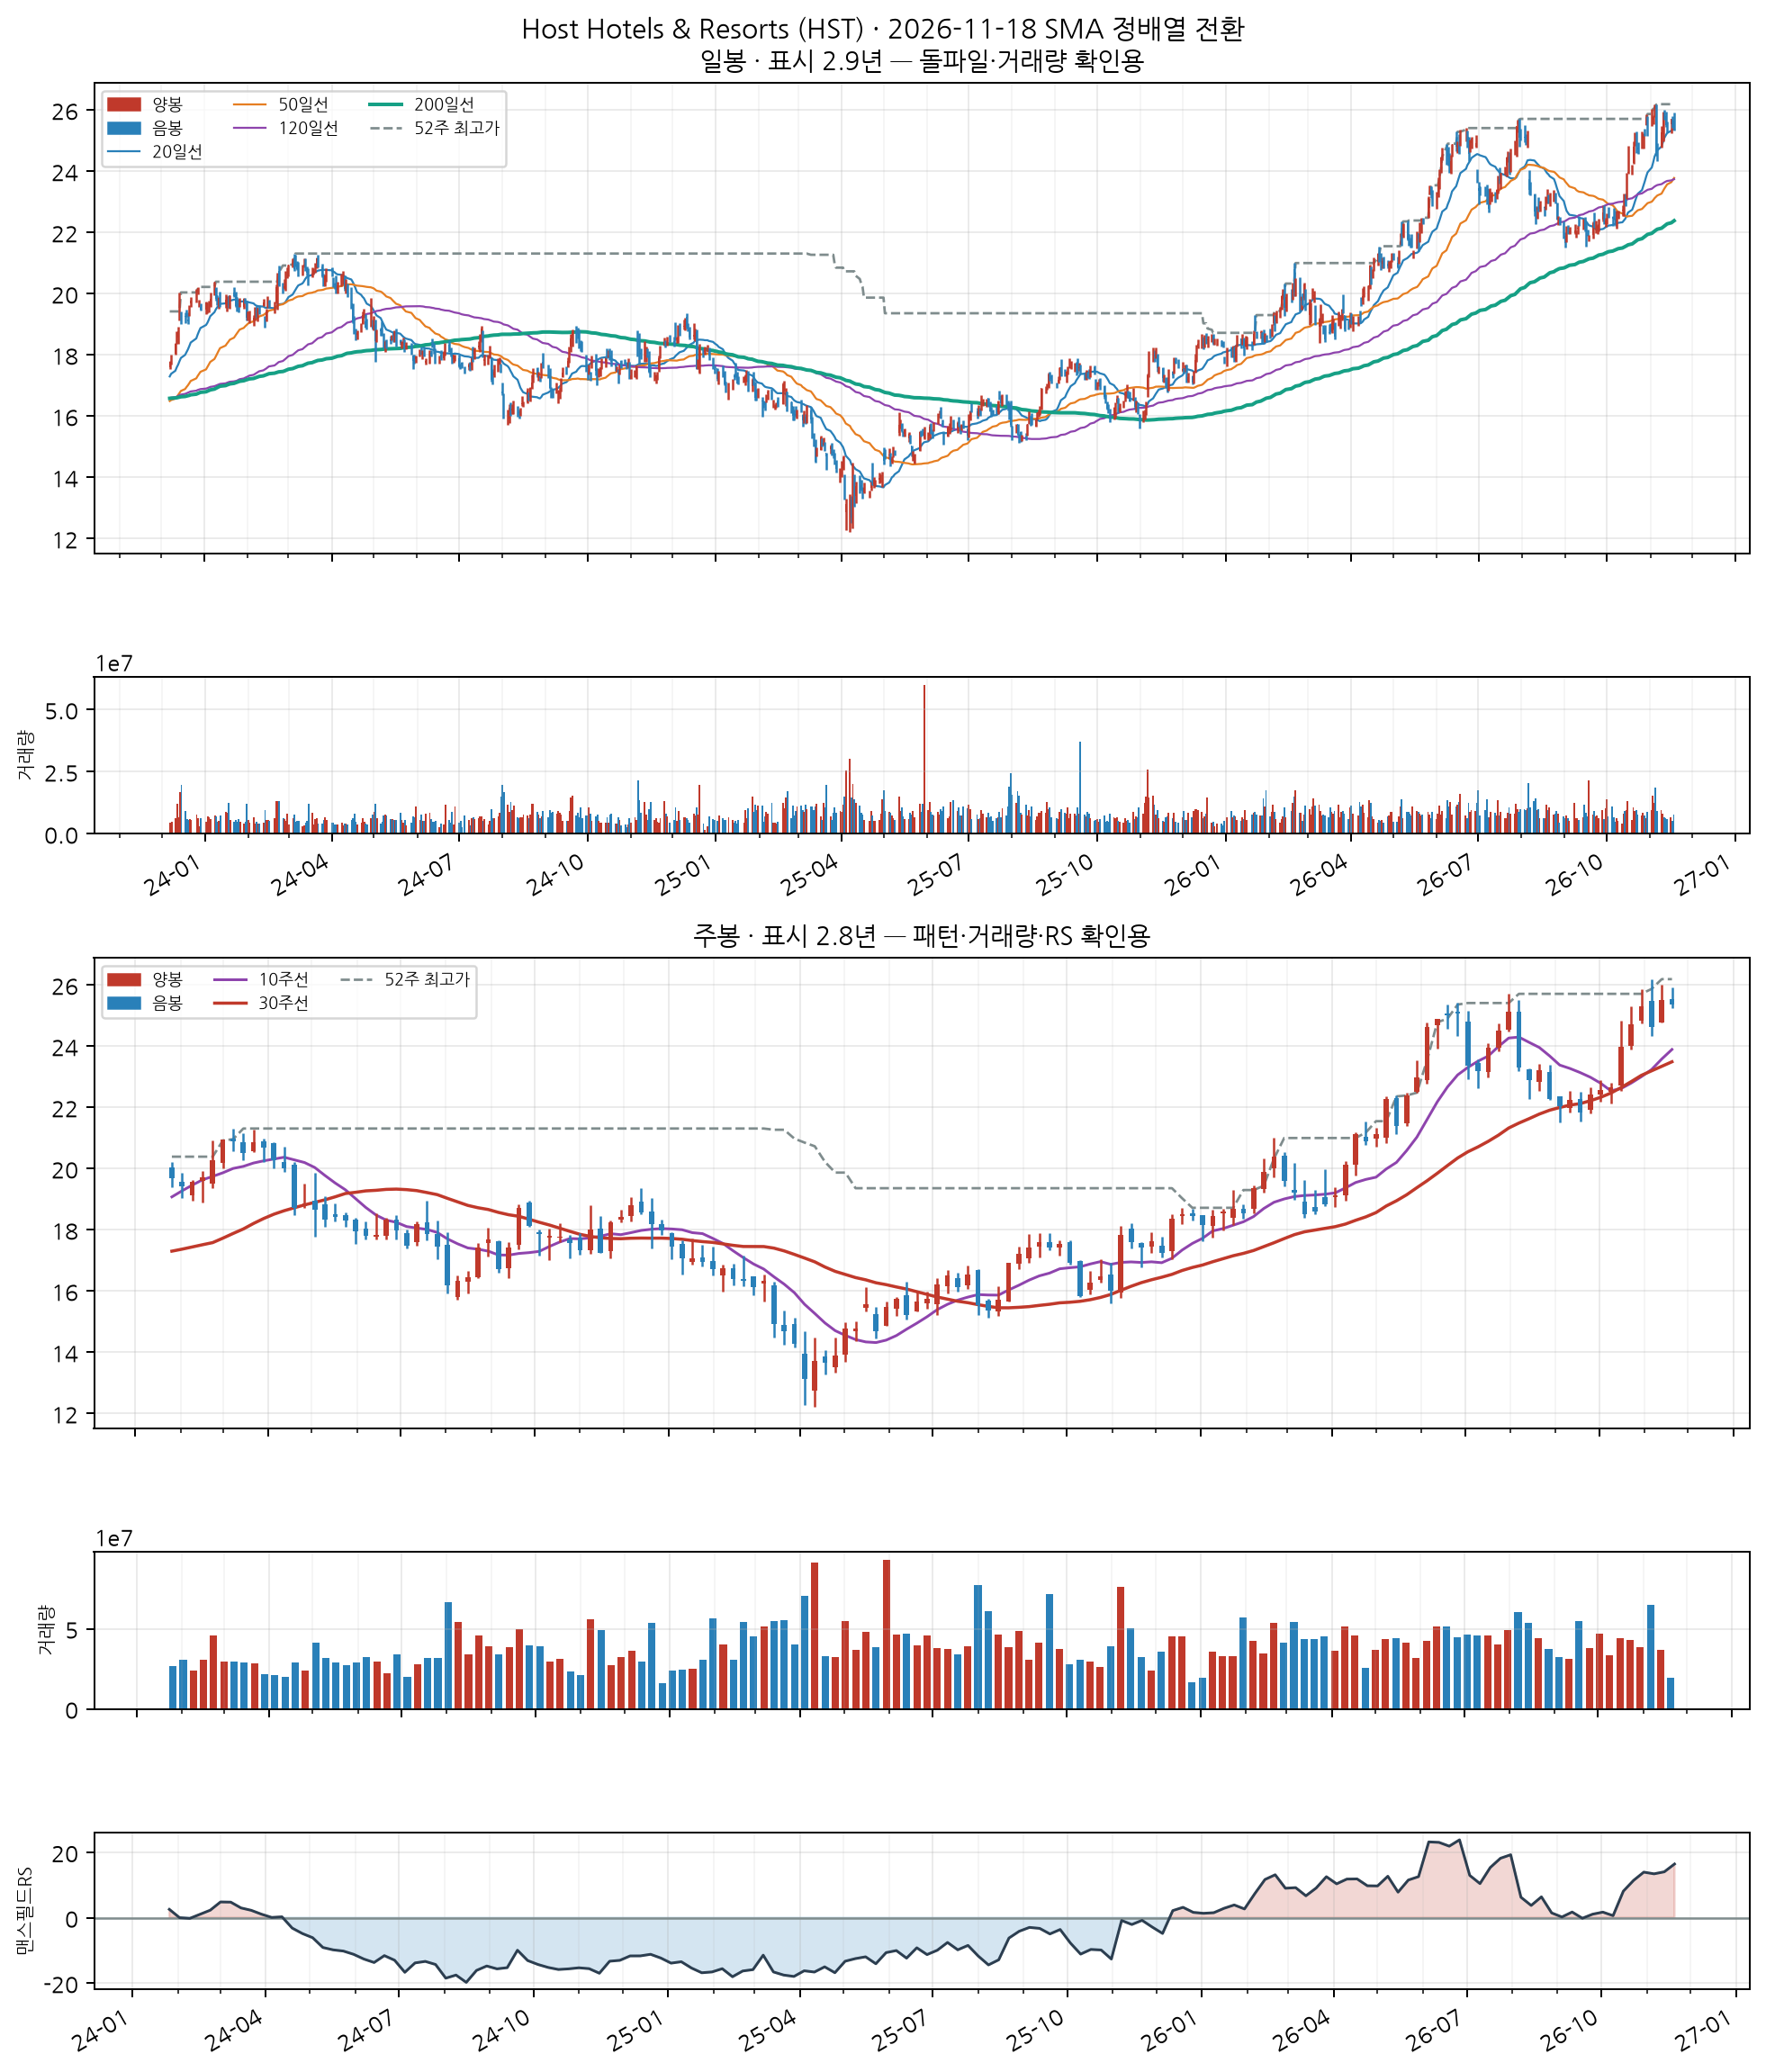 Host Hotels & Resorts (HST) · 2026-11-18 SMA 정배열 전환
일봉 · 표시 2.9년 — 돌파일·거래량 확인용
양봉 50일선 200일선
음봉 120일선 52주 최고가
20일선
26
24
22
20
18
16
14
12
1e7
거래량
5.0
2.5
0.0
24-01 24-04 24-07 24-10 25-01 25-04 25-07 25-10 26-01 26-04 26-07 26-10 27-01
주봉 · 표시 2.8년 — 패턴·거래량·RS 확인용
양봉 10주선 52주 최고가
음봉 30주선
26
24
22
20
18
16
14
12
1e7
거래량
5
0
맨스필드RS
20
0
-20
24-01 24-04 24-07 24-10 25-01 25-04 25-07 25-10 26-01 26-04 26-07 26-10 27-01